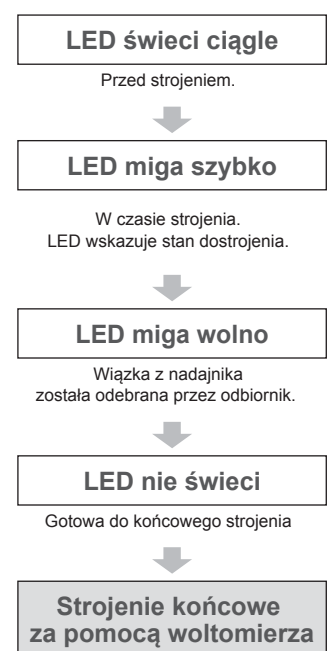 LED świeci ciągle
Przed strojeniem.
LED miga szybko
W czasie strojenia.
LED wskazuje stan dostrojenia.
LED miga wolno
Wiązka z nadajnika
została odebrana przez odbiornik.
LED nie świeci
Gotowa do końcowego strojenia
Strojenie końcowe
za pomocą woltomierza